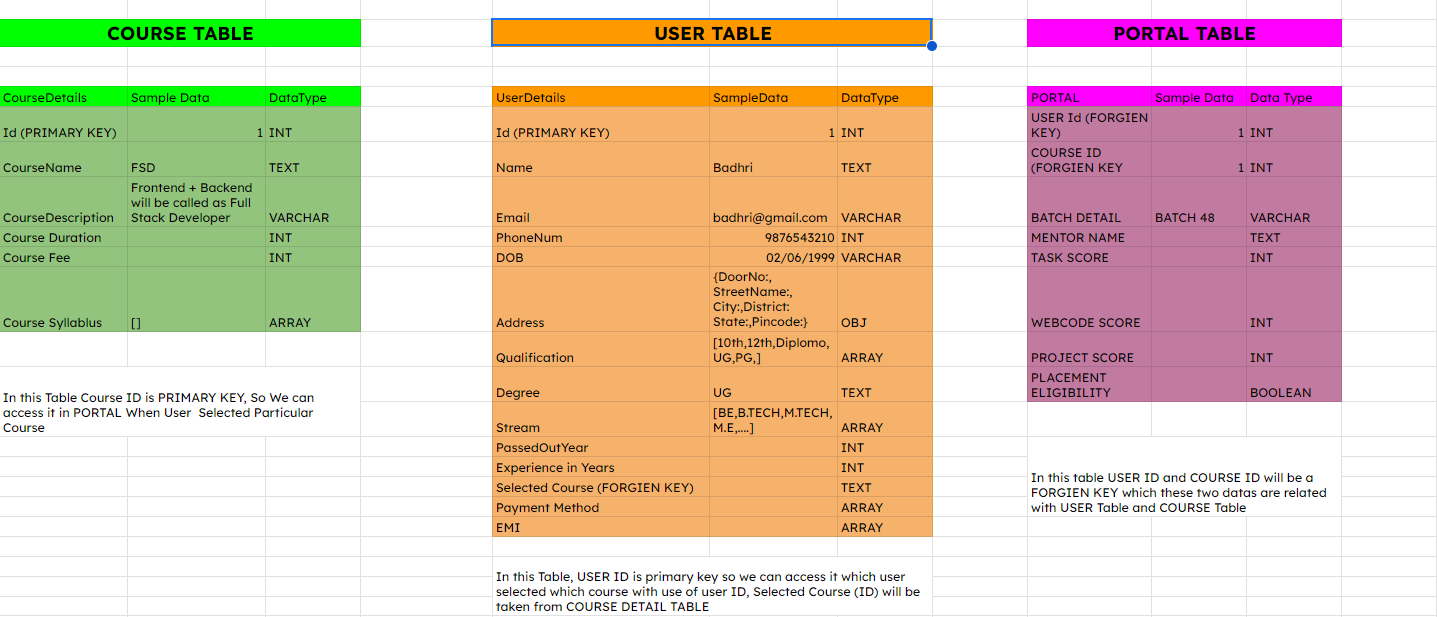 COURSE TABLE
CourseDetails Sample Data DataType
Id (PRIMARY KEY) 1 INT
CourseName FSD TEXT
Frontend + Backend
will be called as Full
CourseDescription Stack Developer VARCHAR
Course Duration INT
Course Fee INT
Course Syllablus [] ARRAY
In this Table Course ID is PRIMARY KEY, So We can
access it in PORTAL When User Selected Particular
Course
USER TABLE
UserDetails SampleData DataType
Id (PRIMARY KEY) 1 INT
Name Badhri TEXT
Email badhri@gmail.com VARCHAR
PhoneNum 9876543210 INT
DOB 02/06/1999 VARCHAR
{DoorNo:,
StreetName:,
City:,District:
Address State:,Pincode:} OBJ
[10th,12th,Diplomo,
Qualification UG,PG,] ARRAY
Degree UG TEXT
[BE,B.TECH,M.TECH,
Stream M.E,....] ARRAY
PassedOutYear INT
Experience in Years INT
Selected Course (FORGIEN KEY) TEXT
Payment Method ARRAY
EMI ARRAY
In this Table, USER ID is primary key so we can access it which user
selected which course with use of user ID, Selected Course (ID) will be
taken from COURSE DETAIL TABLE
PORTAL TABLE
PORTAL Sample Data Data Type
USER Id (FORGIEN
KEY) 1 INT
COURSE ID
(FORGIEN KEY 1 INT
BATCH DETAIL BATCH 48 VARCHAR
MENTOR NAME TEXT
TASK SCORE INT
WEBCODE SCORE INT
PROJECT SCORE INT
PLACEMENT
ELIGIBILITY BOOLEAN
In this table USER ID and COURSE ID will be a
FORGIEN KEY which these two datas are related
with USER Table and COURSE Table